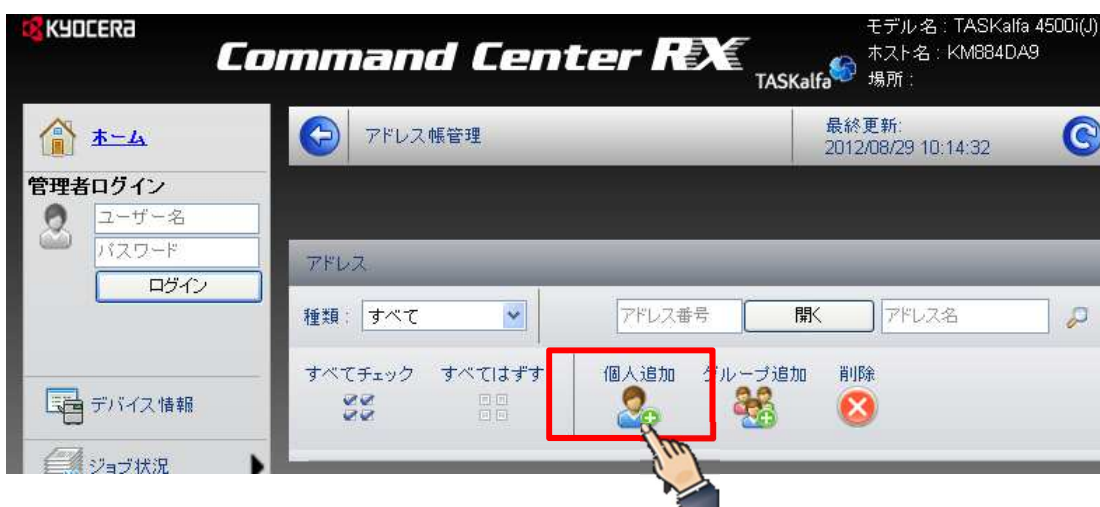 KYOCERA
Command Center RX
TASKalfa
モデル名 : TASKalfa 4500i(J)
ホスト名 : KM884DA9
場所 :
ホーム
アドレス帳管理
最終更新:
2012/08/29 10:14:32
管理者ログイン
ユーザー名
パスワード
ログイン
アドレス
種類 : すべて
アドレス番号
開く
アドレス名
すべてチェック
すべてはずす
個人追加
グループ追加
削除
デバイス情報
ジョブ状況